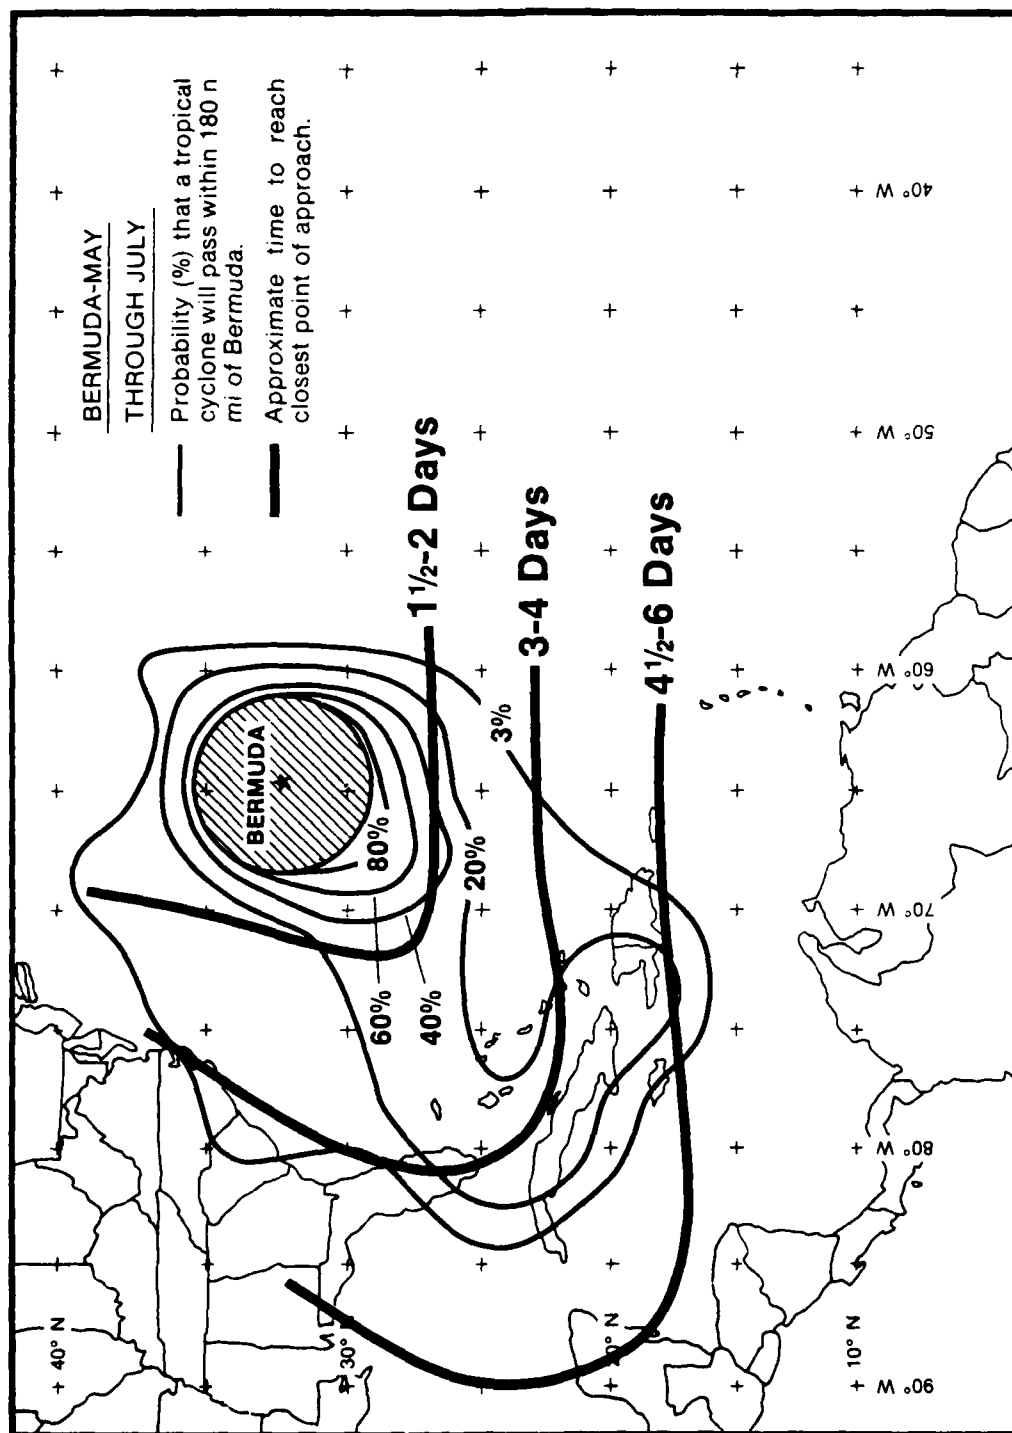 BERMUDA-MAY
THROUGH JULY
Probability (%) that a tropical
cyclone will pass within 180 n
mi of Bermuda.
Approximate time to reach
closest point of approach.
40° N
30° N
20° N
10° N
90° W
80° W
70° W
60° W
50° W
40° W
BERMUDA
80%
60%
40%
20%
3%
1½-2 Days
3-4 Days
4½-6 Days